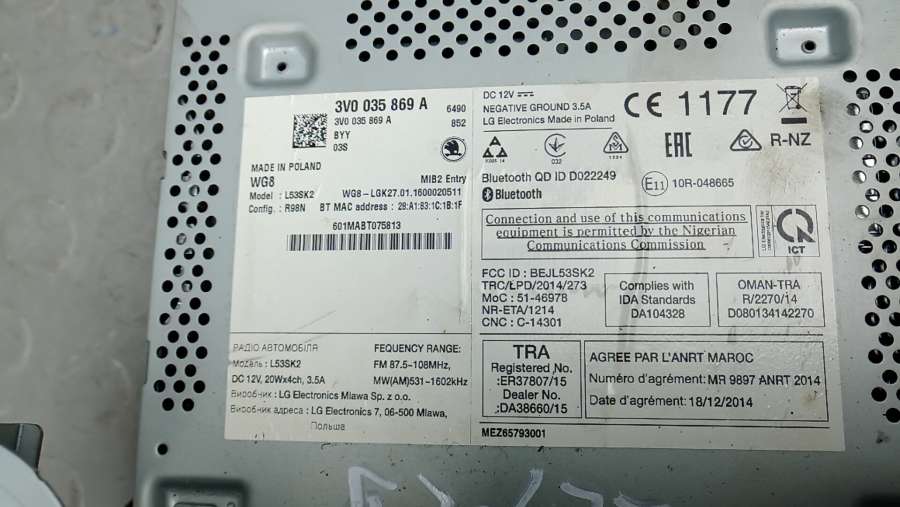 3V0 035 869 A
6490
3V0 035 869 A
852
BYY
03S
MADE IN POLAND
WG8
MIB2 Entry
Model : L53SK2
WG8-LGK27.01.1600020511
Config. : R98N
BT MAC address : 28:A1:83:1C:1B:1F
601MABT075813
DC 12V
NEGATIVE GROUND 3.5A
LG Electronics Made in Poland
CE 1177
032
EAC
R-NZ
Bluetooth QD ID D022249
Bluetooth
E11 10R-048665
Connection and use of this communications
equipment is permitted by the Nigerian
Communications Commission
ICT
FCC ID : BEJL53SK2
TRC/LPD/2014/273
MoC : 51-46978
NR-ETA/1214
CNC : C-14301
Complies with
IDA Standards
DA104328
OMAN-TRA
R/2270/14
D080134142270
РАДІО АВТОМОБІЛЯ
FEQUENCY RANGE:
Модель: L53SK2
FM 87.5-108MHz,
DC 12V, 20Wx4ch, 3.5A
MW(AM)531-1602kHz
Виробник : LG Electronics Mlawa Sp. z o.o.
Виробник адреса : LG Electronics 7, 06-500 Mlawa,
Польша
TRA
Registered No.
:ER37807/15
Dealer No.
:DA38660/15
AGREE PAR L'ANRT MAROC
Numéro d'agrément: MR 9897 ANRT 2014
Date d'agrément: 18/12/2014
MEZ65793001